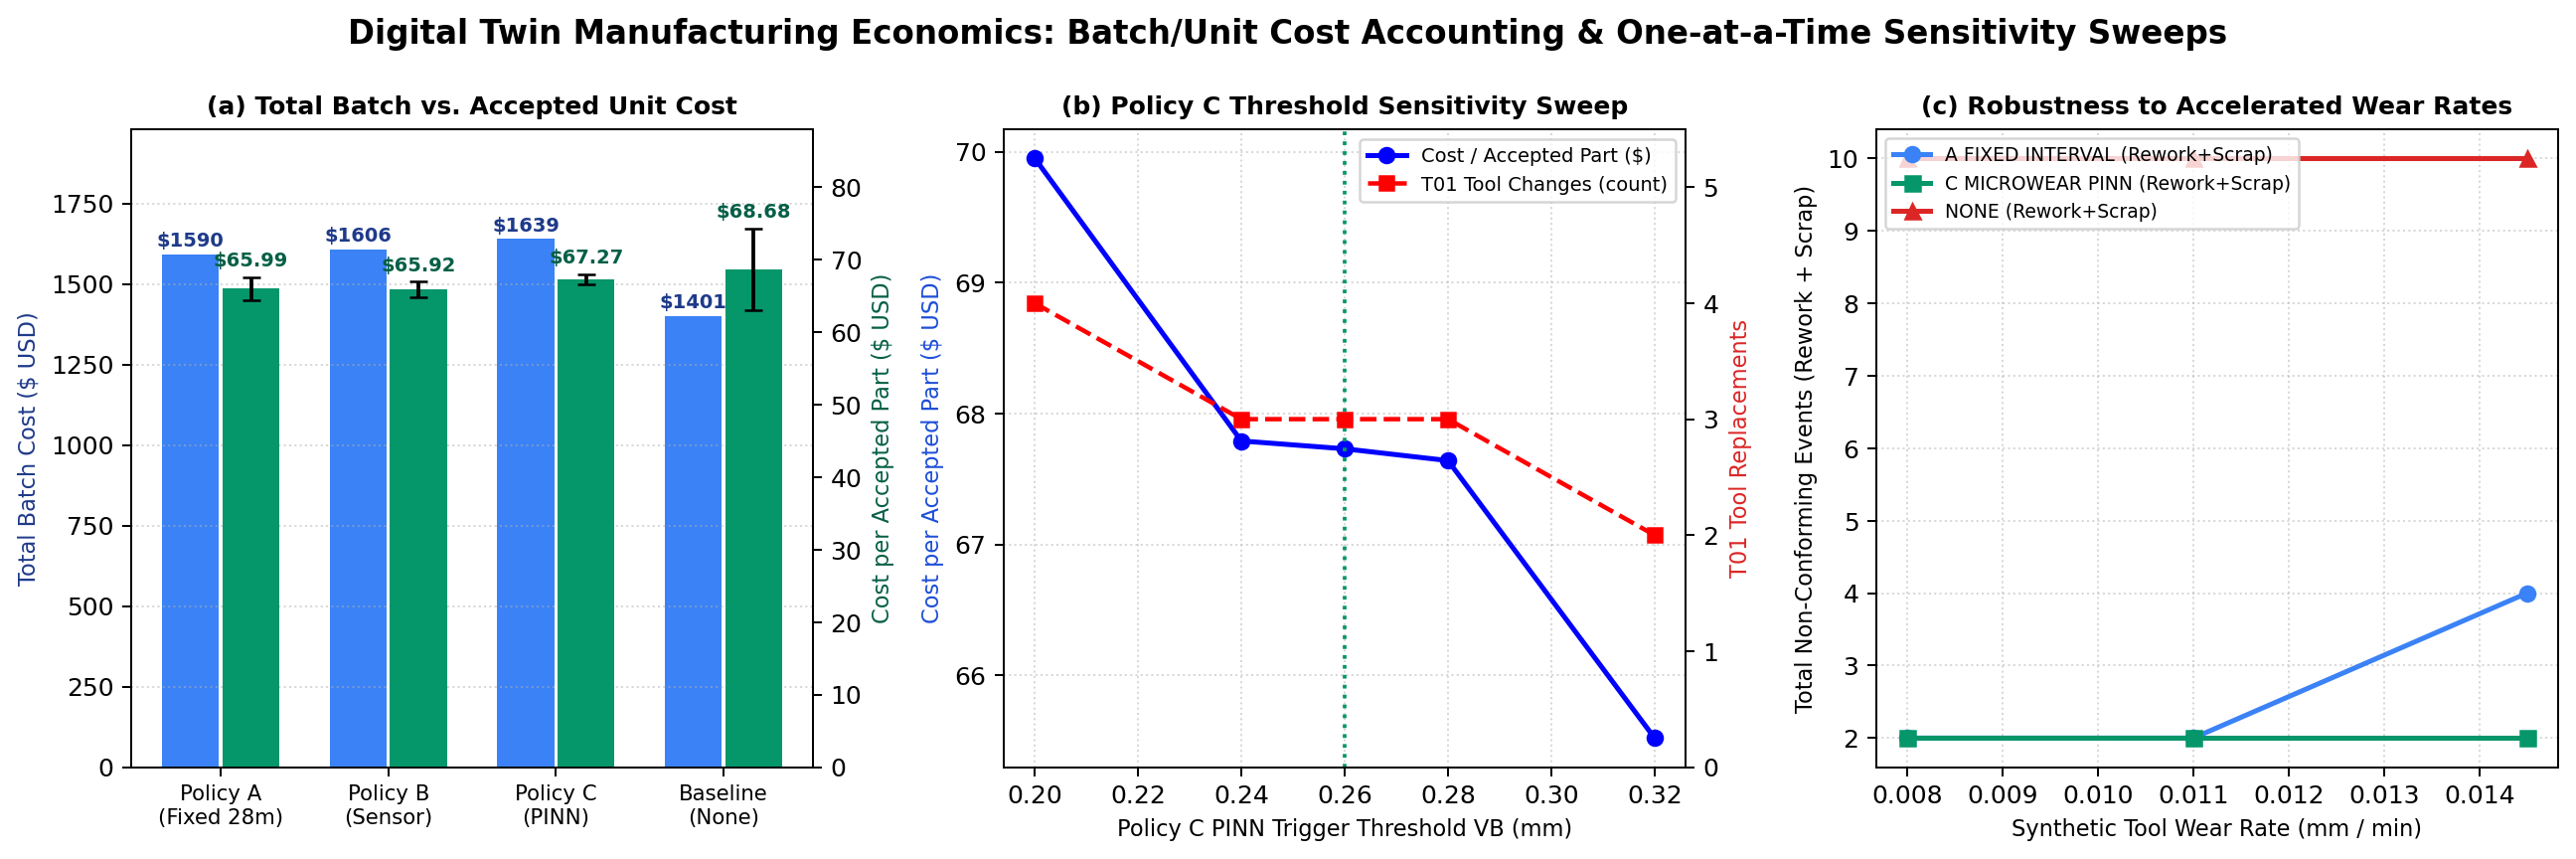 Digital Twin Manufacturing Economics: Batch/Unit Cost Accounting & One-at-a-Time Sensitivity Sweeps
(a) Total Batch vs. Accepted Unit Cost
Total Batch Cost ($ USD)
1750
1500
1250
1000
750
500
250
0
$1590
$65.99
$1606
$65.92
$1639
$67.27
$1401
$68.68
80
70
60
50
40
30
20
10
0
Cost per Accepted Part ($ USD)
Policy A
(Fixed 28m)
Policy B
(Sensor)
Policy C
(PINN)
Baseline
(None)
(b) Policy C Threshold Sensitivity Sweep
Cost per Accepted Part ($ USD)
70
69
68
67
66
Cost / Accepted Part ($)
T01 Tool Changes (count)
5
4
3
2
1
0
T01 Tool Replacements
0.20
0.22
0.24
0.26
0.28
0.30
0.32
Policy C PINN Trigger Threshold VB (mm)
(c) Robustness to Accelerated Wear Rates
Total Non-Conforming Events (Rework + Scrap)
10
9
8
7
6
5
4
3
2
A FIXED INTERVAL (Rework+Scrap)
C MICROWEAR PINN (Rework+Scrap)
NONE (Rework+Scrap)
0.008
0.009
0.010
0.011
0.012
0.013
0.014
Synthetic Tool Wear Rate (mm / min)